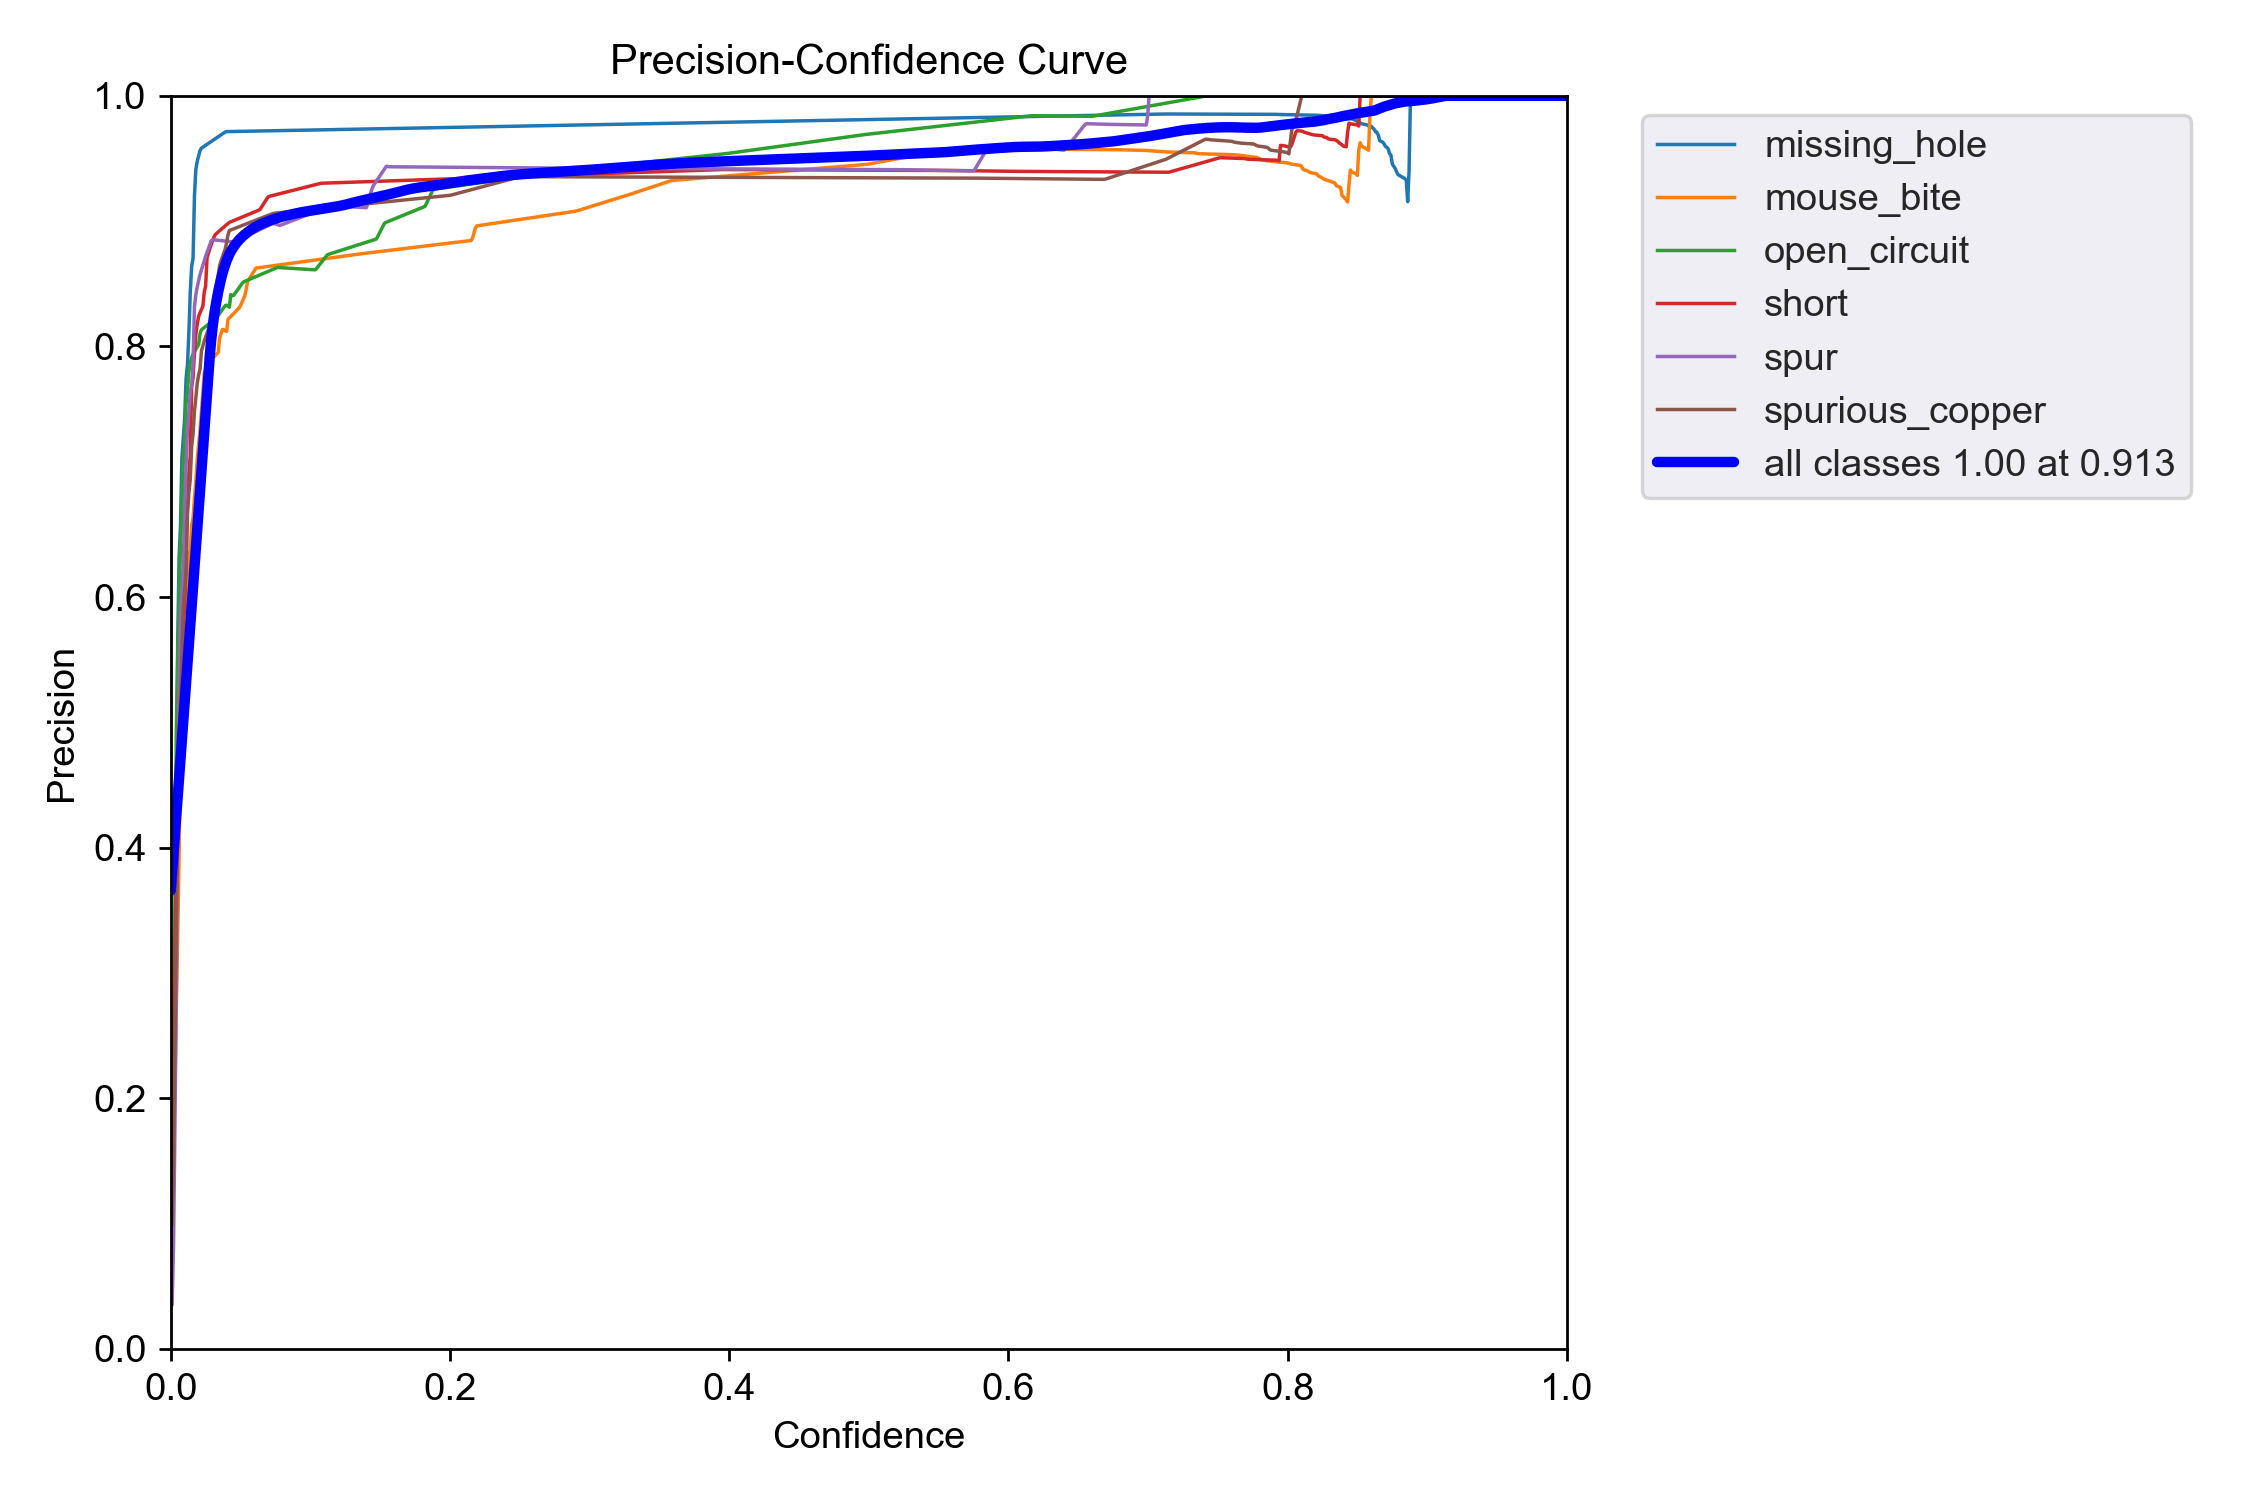 Precision-Confidence Curve
1.0
0.8
0.6
0.4
0.2
0.0
Precision
0.0 0.2 0.4 0.6 0.8 1.0
Confidence
missing_hole
mouse_bite
open_circuit
short
spur
spurious_copper
all classes 1.00 at 0.913